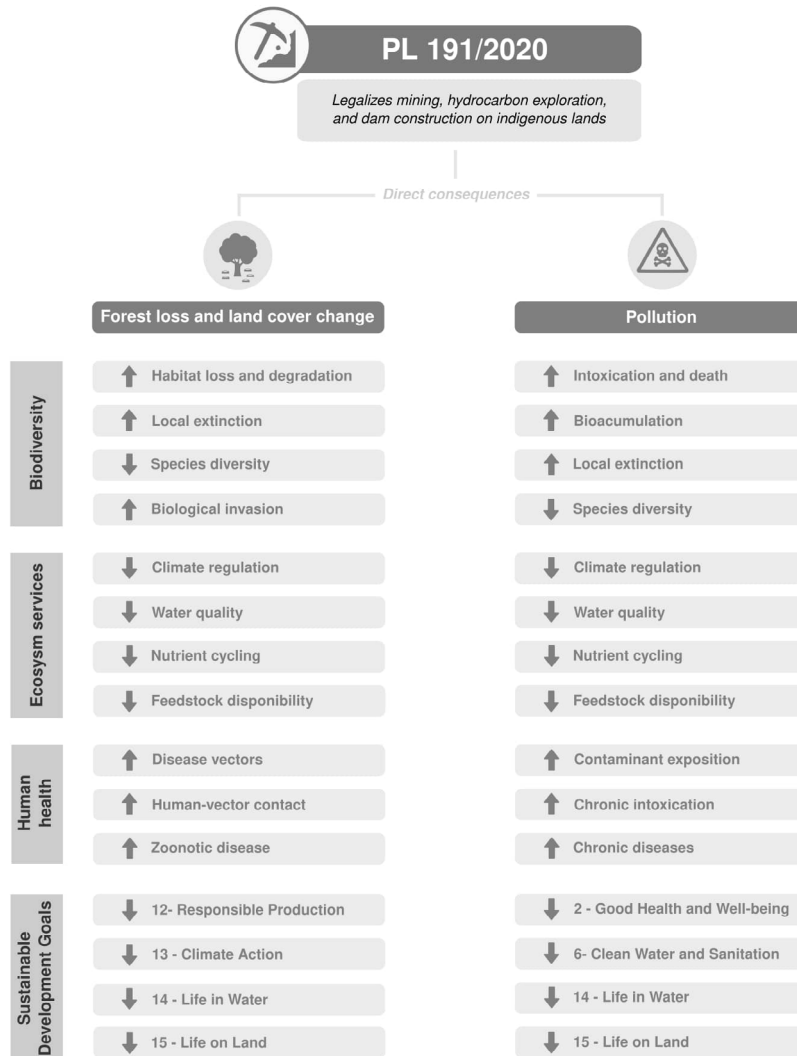 PL 191/2020
Legalizes mining, hydrocarbon exploration,
and dam construction on indigenous lands
Direct consequences
Forest loss and land cover change
Pollution
Biodiversity
Habitat loss and degradation
Local extinction
Species diversity
Biological invasion
Intoxication and death
Bioacumulation
Local extinction
Species diversity
Ecosysm services
Climate regulation
Water quality
Nutrient cycling
Feedstock disponibility
Climate regulation
Water quality
Nutrient cycling
Feedstock disponibility
Human
health
Disease vectors
Human-vector contact
Zoonotic disease
Contaminant exposition
Chronic intoxication
Chronic diseases
Sustainable
Development Goals
12- Responsible Production
13 - Climate Action
14 - Life in Water
15 - Life on Land
2 - Good Health and Well-being
6- Clean Water and Sanitation
14 - Life in Water
15 - Life on Land